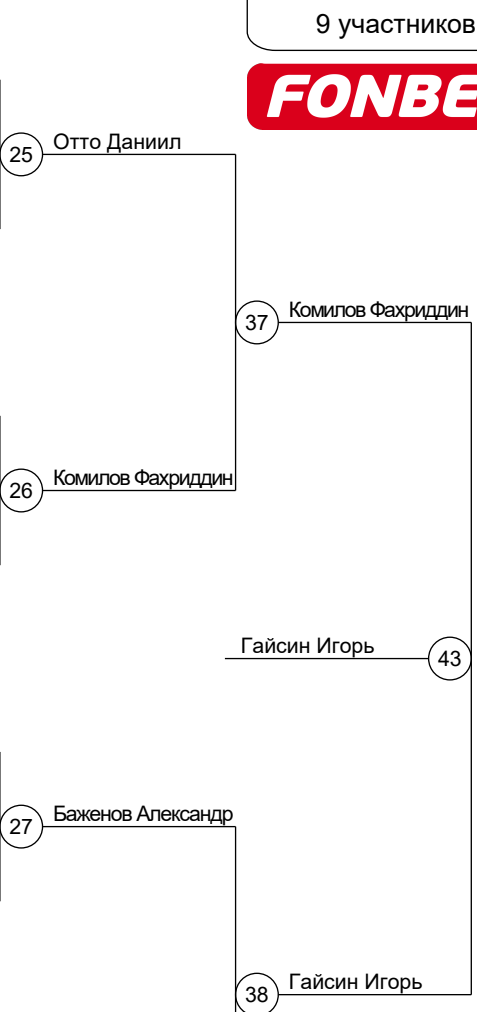 9 участников
FONBE
25 Отто Даниил
37 Комилов Фахриддин
26 Комилов Фахриддин
Гайсин Игорь 43
27 Баженов Александр
38 Гайсин Игорь